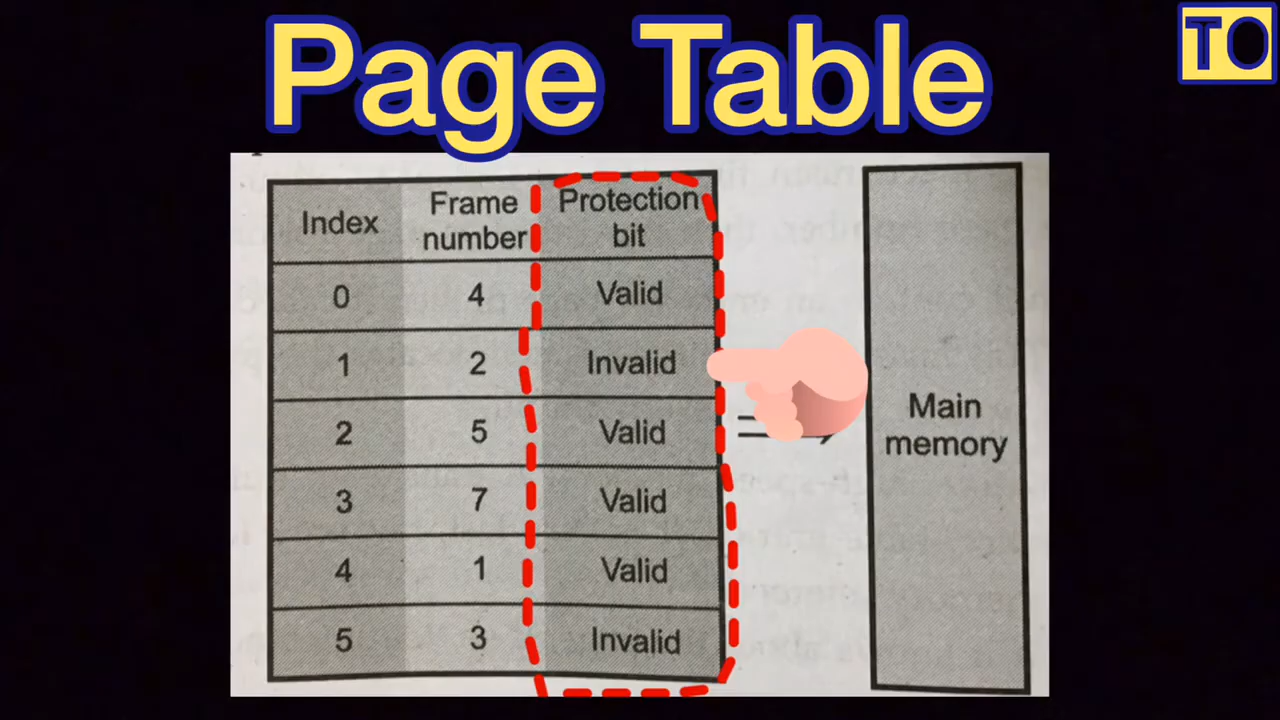 Page Table
TO
Index Frame number Protection bit
0 4 Valid
1 2 Invalid
2 5 Valid
3 7 Valid
4 1 Valid
5 3 Invalid
Main
memory